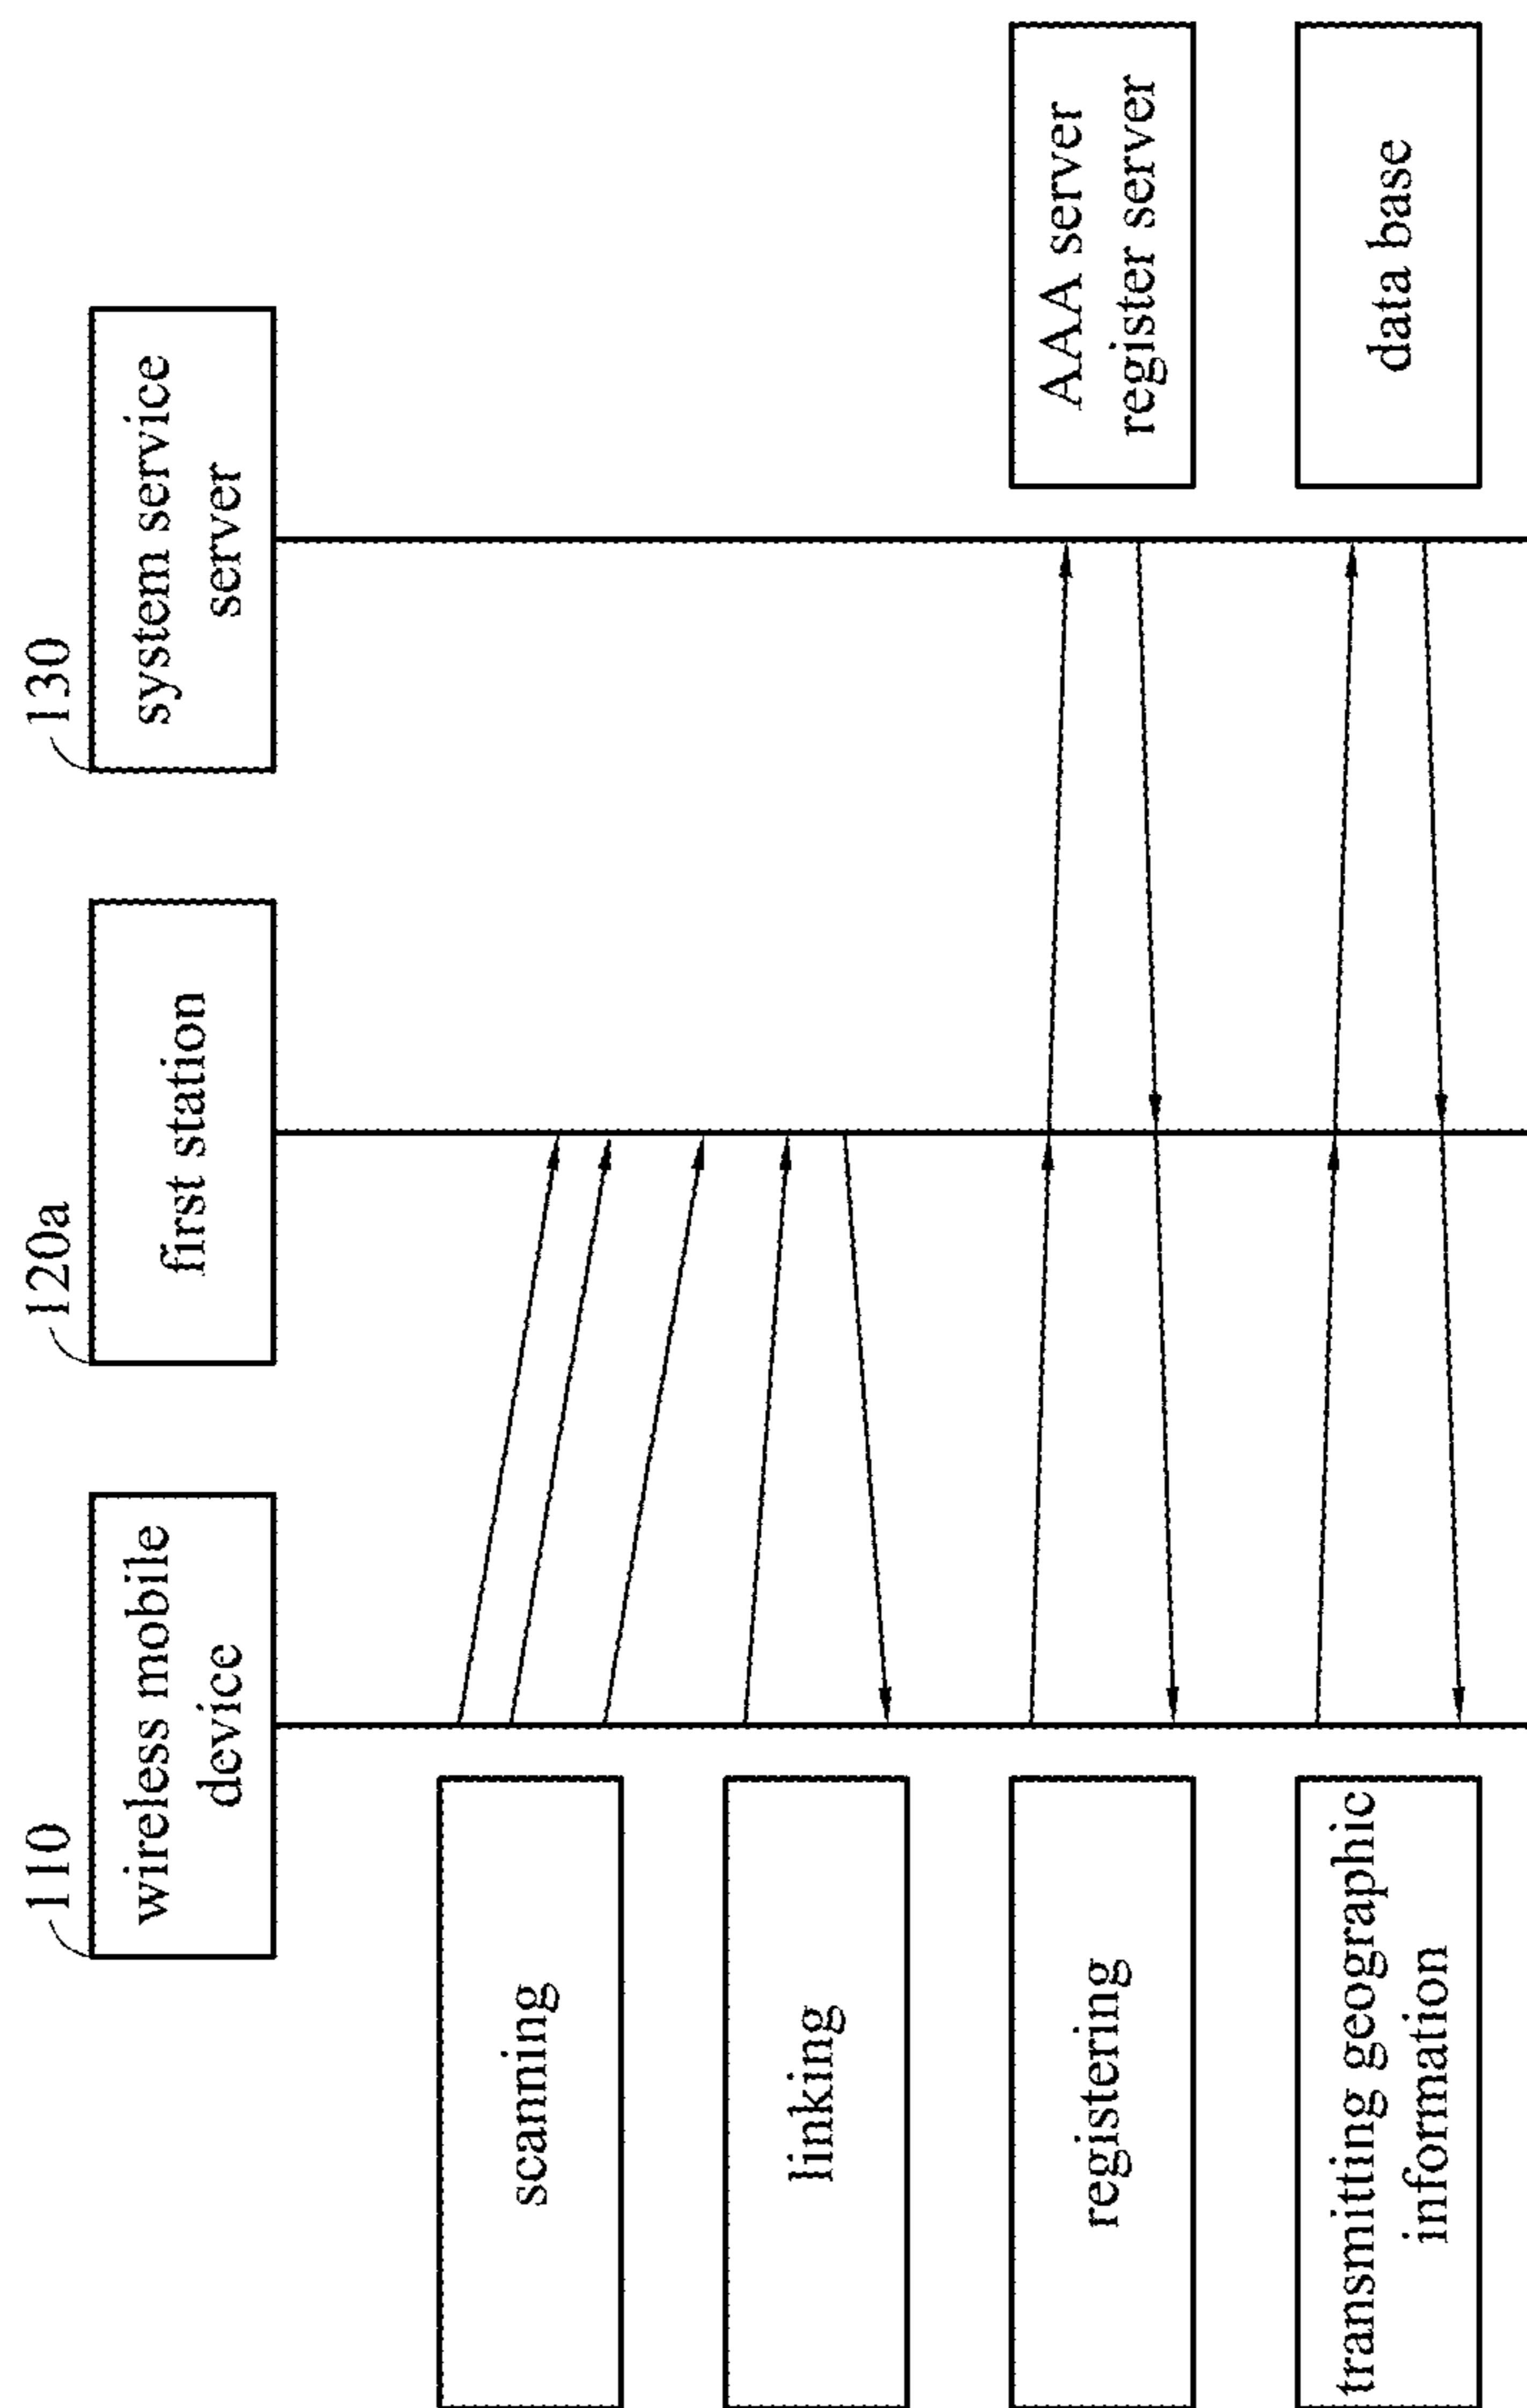 110
wireless mobile
device
120a
first station
130
system service
server
scanning
linking
registering
AAA server
register server
transmitting geographic
information
data base